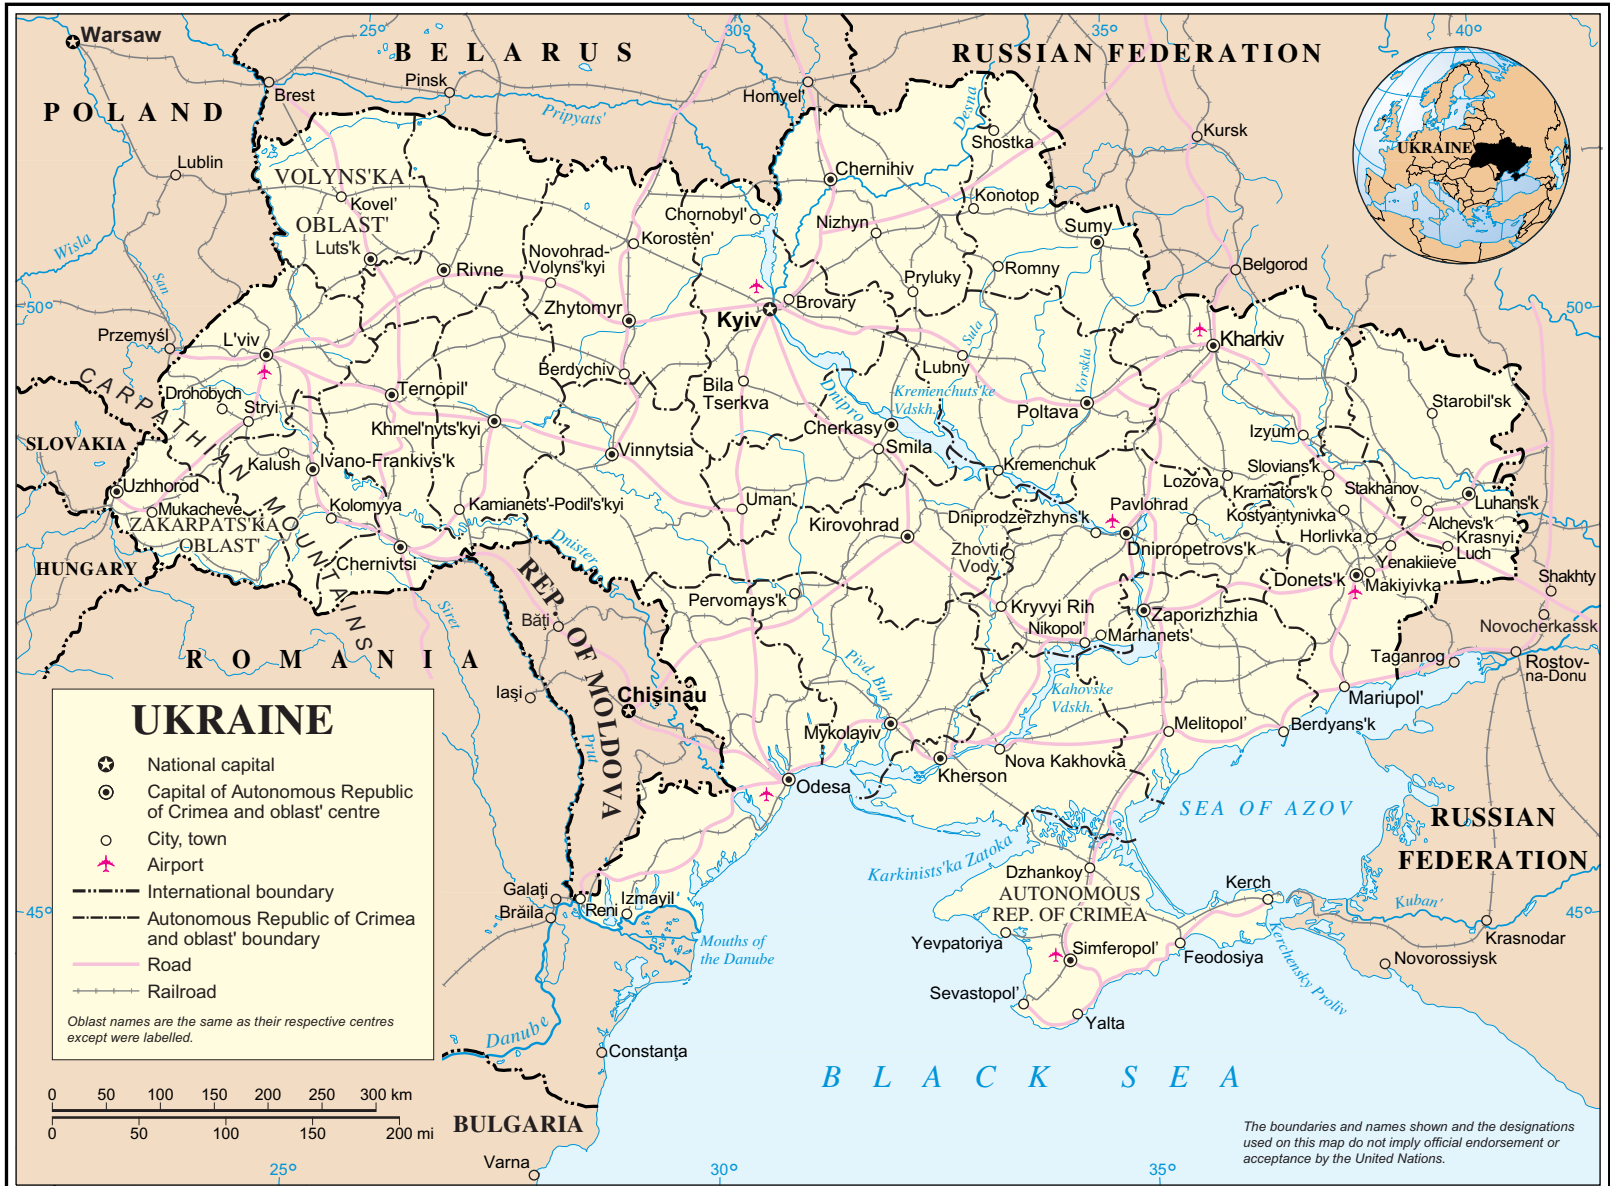 25°
30°
35°
40°
Warsaw
BELARUS
RUSSIAN FEDERATION
Pinsk
Brest
Homyel'
POLAND
Pripyats'
Desna
Shostka
Kursk
UKRAINE
Lublin
Chernihiv
VOLYNS'KA
OBLAST'
Kovel'
Konotop
Chornobyl'
Nizhyn
Sumy
Wisla
Luts'k
Korosten'
Novohrad-
Volyns'kyi
Rivne
San
Pryluky
Romny
Belgorod
50°
50°
Zhytomyr
Kyiv
Brovary
Przemyśl
L'viv
Sula
Lubny
Vorskla
Kharkiv
CARPATHIAN MOUNTAINS
Drohobych
Stryi
Ternopil'
Berdychiv
Bila
Tserkva
Dnipro
Kremenchuts'ke
Vdskh.
Poltava
Starobil'sk
SLOVAKIA
Khmel'nyts'kyi
Cherkasy
Izyum
Kalush
Ivano-Frankivs'k
Vinnytsia
Smila
Kremenchuk
Lozova
Slovians'k
Uzhhorod
Mukacheve
ZAKARPATS'KA
OBLAST'
Kolomyya
Kamianets'-Podil's'kyi
Uman'
Kirovohrad
Dniprodzerzhyns'k
Pavlohrad
Kramators'k
Stakhanov
Luhans'k
Kostyantynivka
Alchevs'k
Horlivka
Krasnyi
Luch
HUNGARY
Chernivtsi
Dnister
Zhovti
Vody
Dnipropetrovs'k
Yenakiieve
Donets'k
Makiyivka
Shakhty
REP. OF MOLDOVA
Siret
Bălţi
Pervomays'k
Kryvyi Rih
Zaporizhzhia
Nikopol'
Marhanets'
Novocherkassk
ROMANIA
Pivd. Buh
Taganrog
Rostov-
na-Donu
Iaşi
Chisinau
Kahovske
Vdskh.
Mariupol'
UKRAINE
Prut
Mykolayiv
Melitopol'
Berdyans'k
National capital
Capital of Autonomous Republic
of Crimea and oblast' centre
City, town
Airport
International boundary
Autonomous Republic of Crimea
and oblast' boundary
Road
Railroad
Oblast names are the same as their respective centres
except were labelled.
Kherson
Nova Kakhovka
Odesa
SEA OF AZOV
RUSSIAN
FEDERATION
Karkinists'ka Zatoka
Dzhankoy
AUTONOMOUS
REP. OF CRIMEA
Kerch
Galaţi
Brăila
Reni
Izmayil'
Kuban'
45°
45°
Mouths of
the Danube
Yevpatoriya
Simferopol'
Feodosiya
Kerchensky Proliv
Krasnodar
Novorossiysk
Sevastopol'
Yalta
Danube
Constanţa
BLACK SEA
0 50 100 150 200 250 300 km
0 50 100 150 200 mi
BULGARIA
The boundaries and names shown and the designations
used on this map do not imply official endorsement or
acceptance by the United Nations.
Varna
25°
30°
35°